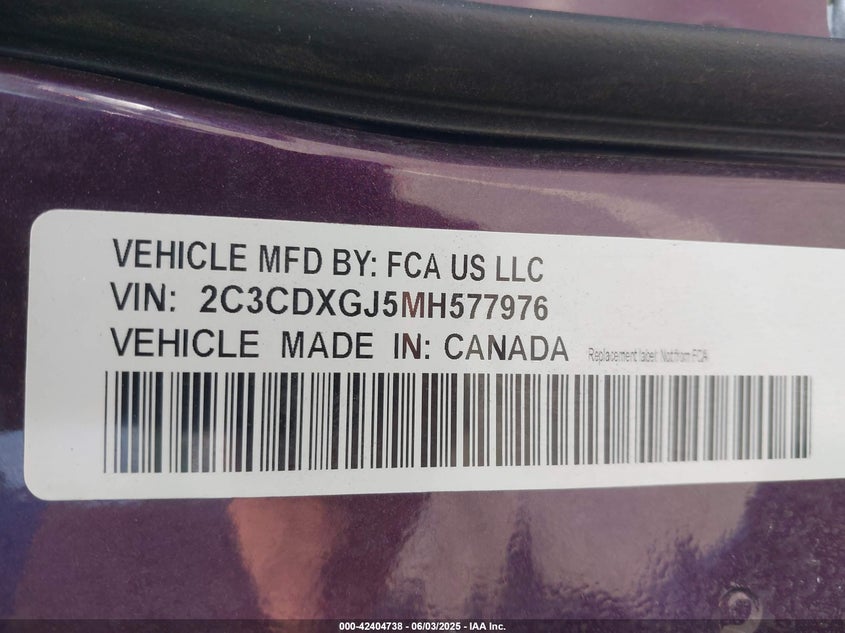 VEHICLE MFD BY: FCA US LLC
VIN: 2C3CDXGJ5MH577976
VEHICLE MADE IN: CANADA Replacement label Not from FCA
000-42404738 - 06/03/2025 - IAA Inc.